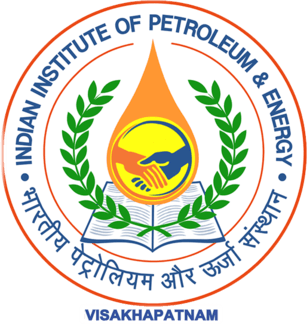 • INDIAN INSTITUTE OF PETROLEUM & ENERGY •
भारतीय पेट्रोलियम और ऊर्जा संस्थान
VISAKHAPATNAM